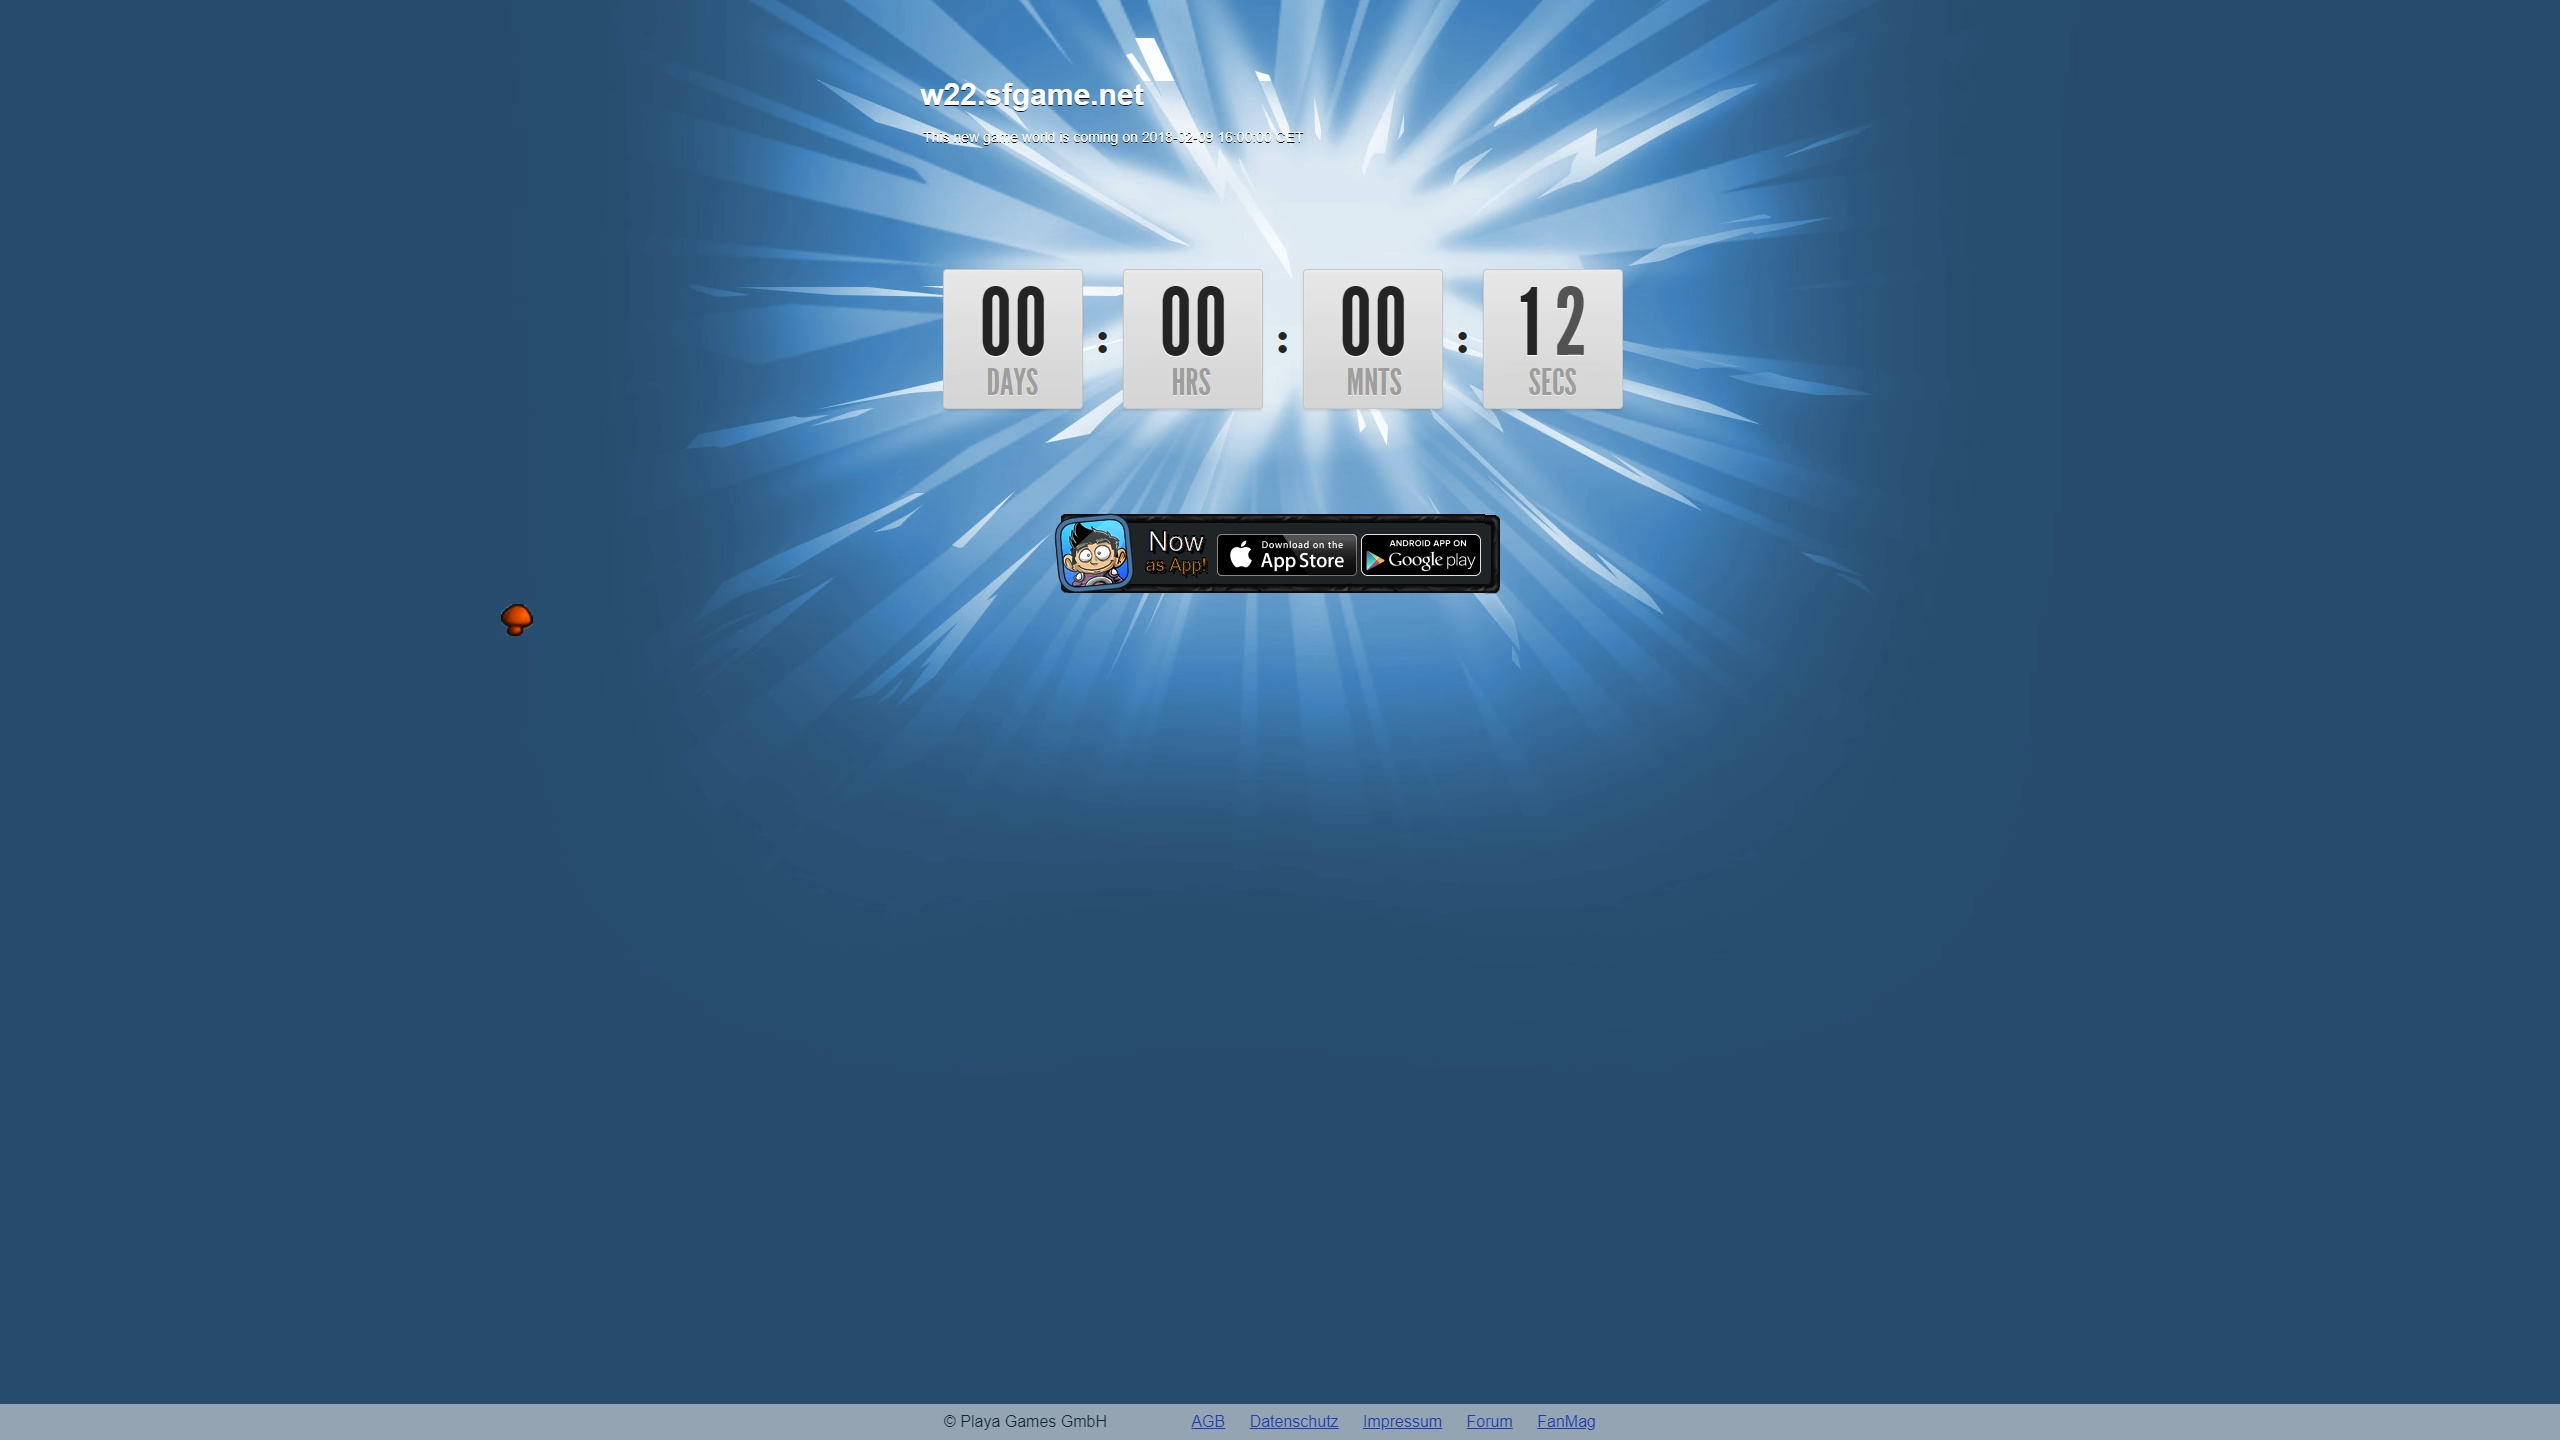 w22.sfgame.net
This new game world is coming on 2018-02-09 16:00:00 CET
00 : 00 : 00 : 12
DAYS HRS MNTS SECS
Now as App!
Download on the App Store
ANDROID APP ON Google play
© Playa Games GmbH AGB Datenschutz Impressum Forum FanMag